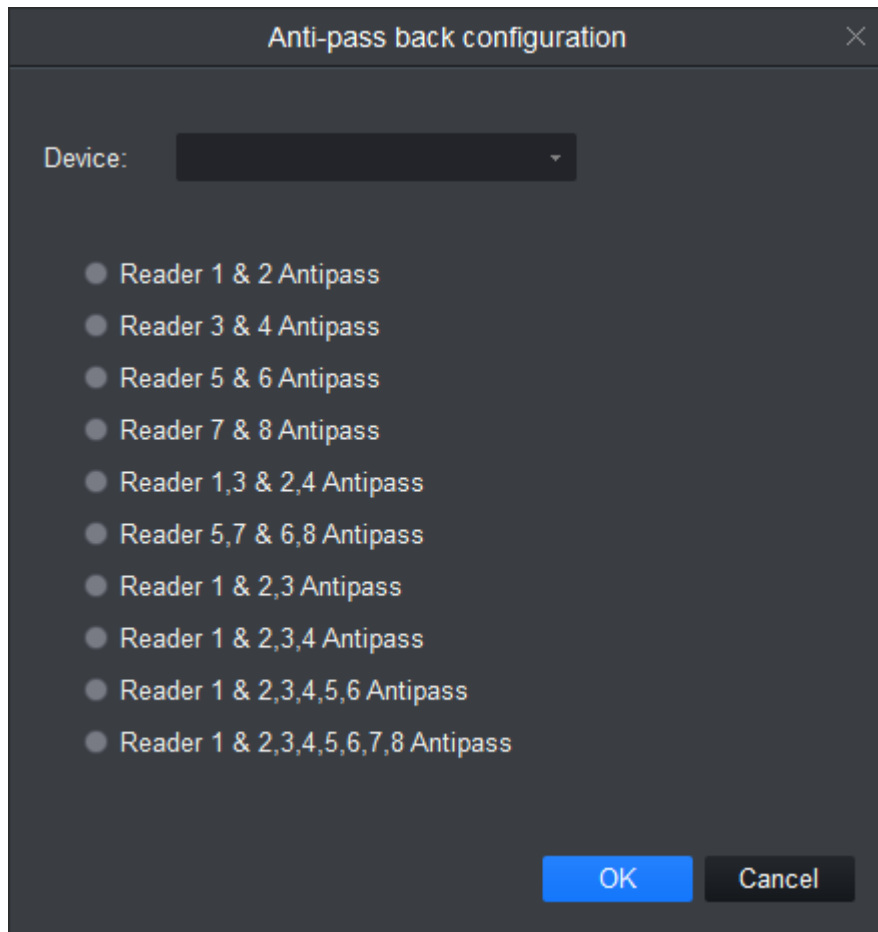 Anti-pass back configuration
Device:
Reader 1 & 2 Antipass
Reader 3 & 4 Antipass
Reader 5 & 6 Antipass
Reader 7 & 8 Antipass
Reader 1,3 & 2,4 Antipass
Reader 5,7 & 6,8 Antipass
Reader 1 & 2,3 Antipass
Reader 1 & 2,3,4 Antipass
Reader 1 & 2,3,4,5,6 Antipass
Reader 1 & 2,3,4,5,6,7,8 Antipass
OK Cancel